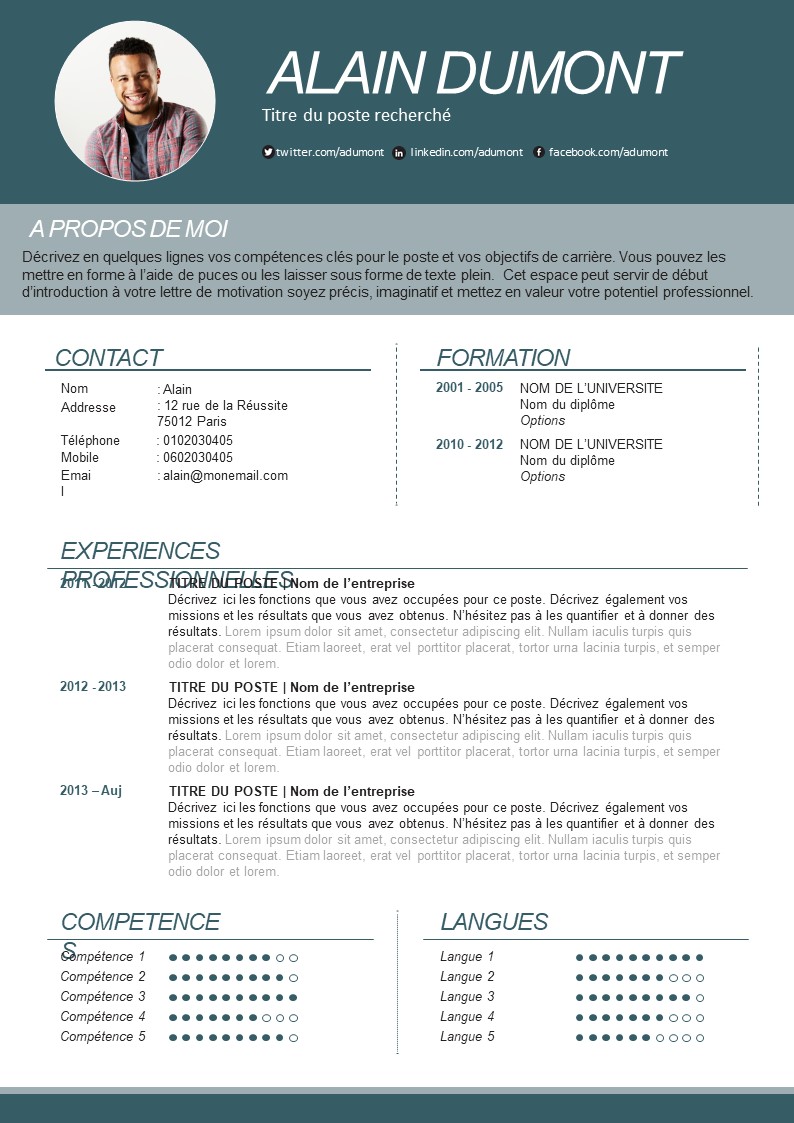 ALAIN DUMONT
Titre du poste recherché
twitter.com/adumont linkedin.com/adumont facebook.com/adumont
A PROPOS DE MOI
Décrivez en quelques lignes vos compétences clés pour le poste et vos objectifs de carrière. Vous pouvez les
mettre en forme à l’aide de puces ou les laisser sous forme de texte plein. Cet espace peut servir de début
d’introduction à votre lettre de motivation soyez précis, imaginatif et mettez en valeur votre potentiel professionnel.
CONTACT
Nom : Alain
Addresse : 12 rue de la Réussite
75012 Paris
Téléphone : 0102030405
Mobile : 0602030405
Emai : alain@monemail.com
l
FORMATION
2001 - 2005 NOM DE L’UNIVERSITE
Nom du diplôme
Options
2010 - 2012 NOM DE L’UNIVERSITE
Nom du diplôme
Options
EXPERIENCES
PROFESSIONNELLES
2011 - 2012 TITRE DU POSTE | Nom de l’entreprise
Décrivez ici les fonctions que vous avez occupées pour ce poste. Décrivez également vos
missions et les résultats que vous avez obtenus. N’hésitez pas à les quantifier et à donner des
résultats. Lorem ipsum dolor sit amet, consectetur adipiscing elit. Nullam iaculis turpis quis
placerat consequat. Etiam laoreet, erat vel porttitor placerat, tortor urna lacinia turpis, et semper
odio dolor et lorem.
2012 - 2013 TITRE DU POSTE | Nom de l’entreprise
Décrivez ici les fonctions que vous avez occupées pour ce poste. Décrivez également vos
missions et les résultats que vous avez obtenus. N’hésitez pas à les quantifier et à donner des
résultats. Lorem ipsum dolor sit amet, consectetur adipiscing elit. Nullam iaculis turpis quis
placerat consequat. Etiam laoreet, erat vel porttitor placerat, tortor urna lacinia turpis, et semper
odio dolor et lorem.
2013 – Auj TITRE DU POSTE | Nom de l’entreprise
Décrivez ici les fonctions que vous avez occupées pour ce poste. Décrivez également vos
missions et les résultats que vous avez obtenus. N’hésitez pas à les quantifier et à donner des
résultats. Lorem ipsum dolor sit amet, consectetur adipiscing elit. Nullam iaculis turpis quis
placerat consequat. Etiam laoreet, erat vel porttitor placerat, tortor urna lacinia turpis, et semper
odio dolor et lorem.
COMPETENCE
S
Compétence 1
Compétence 2
Compétence 3
Compétence 4
Compétence 5
LANGUES
Langue 1
Langue 2
Langue 3
Langue 4
Langue 5